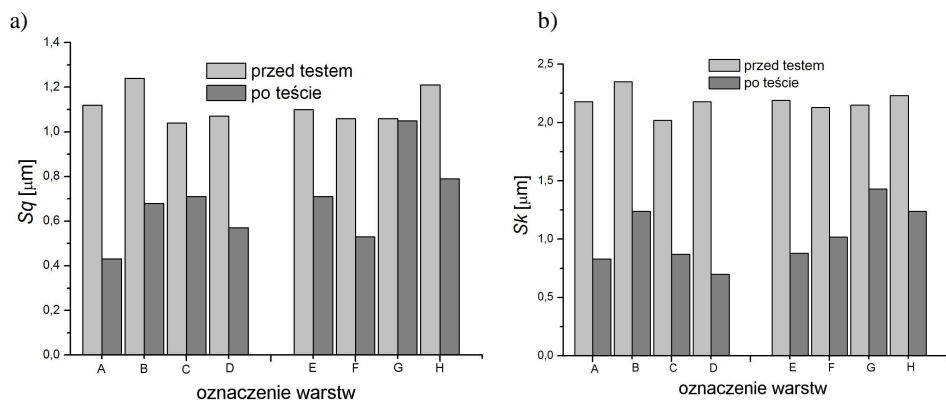 a)
1,4
1,2
1,0
0,8
0,6
0,4
0,2
0,0
Sq [μm]
przed testem
po teście
A B C D E F G H
oznaczenie warstw
b)
2,5
2,0
1,5
1,0
0,5
0,0
Sk [μm]
przed testem
po teście
A B C D E F G H
oznaczenie warstw